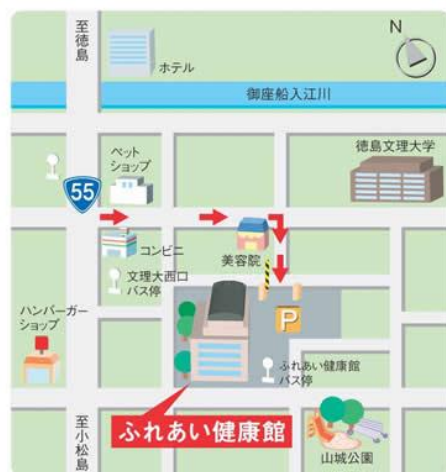 至徳島
N
ホテル
御座船入江川
徳島文理大学
ペット
ショップ
55
コンビニ
美容院
文理大西口
バス停
ハンバーガー
ショップ
P
ふれあい健康館
バス停
ふれあい健康館
至小松島
山城公園